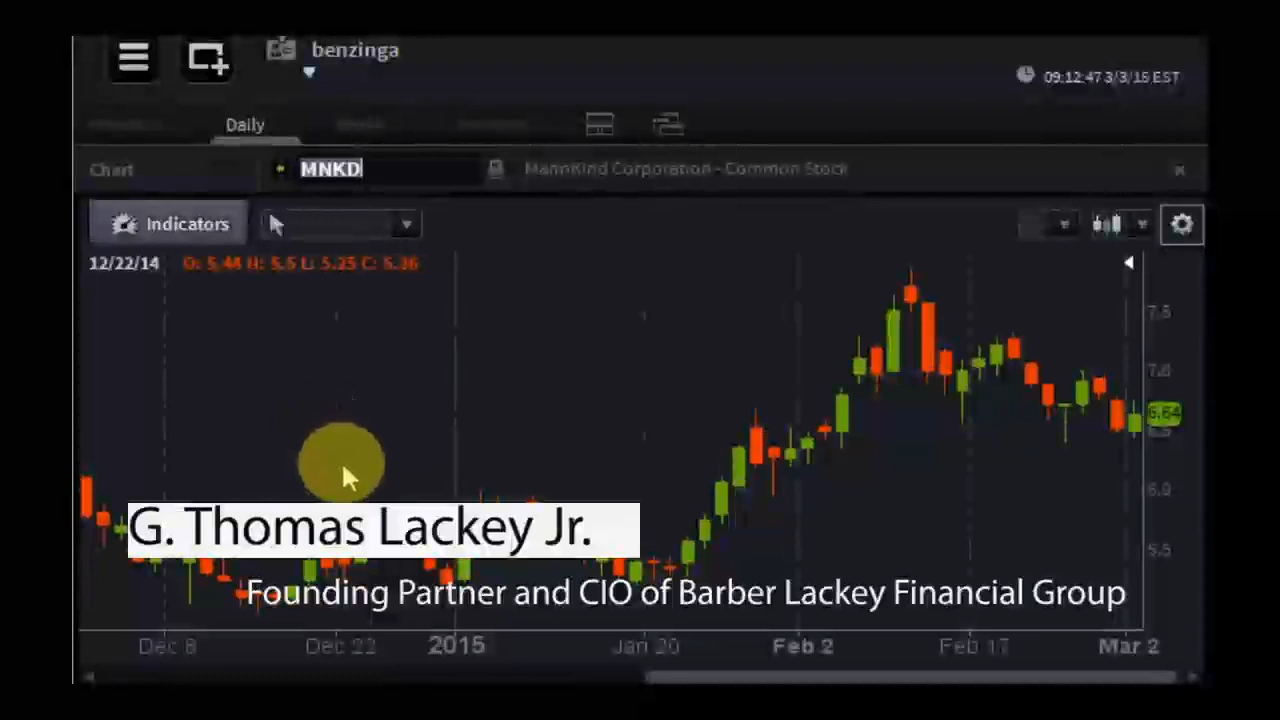 benzinga
09:12:47 3/3/15 EST
Daily
Chart
MNKD
MannKind Corporation - Common Stock
Indicators
12/22/14 O: 5.44 H: 5.5 L: 5.25 C: 5.36
7.5
7.0
6.64
6.5
6.0
G. Thomas Lackey Jr.
5.5
Founding Partner and CIO of Barber Lackey Financial Group
Dec 8 Dec 22 2015 Jan 20 Feb 2 Feb 17 Mar 2